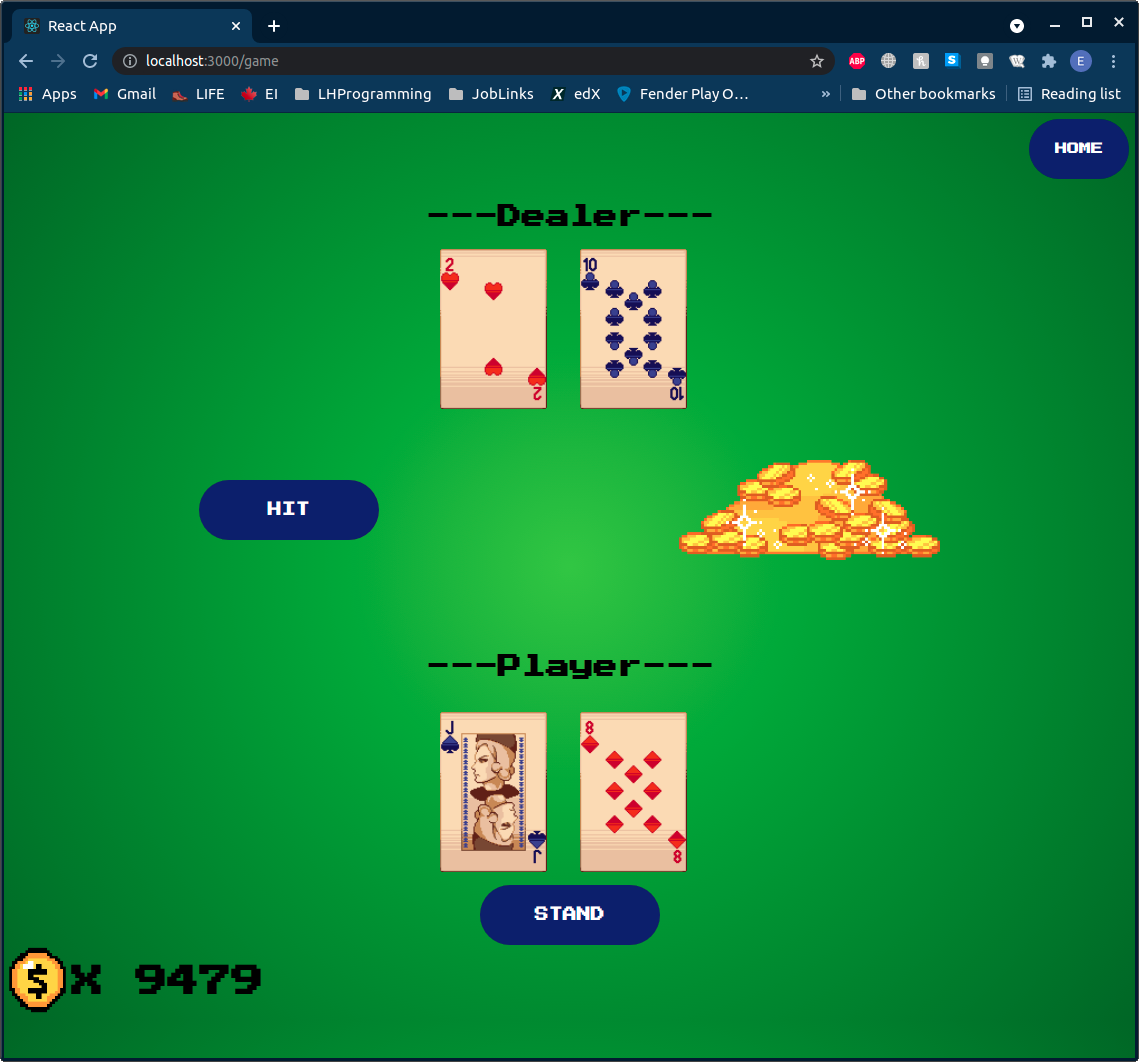 React App
localhost:3000/game
ABP
S
E
Apps Gmail LIFE EI LHProgramming JobLinks X edX Fender Play O… » Other bookmarks Reading list
HOME
---Dealer---
2 10
2 10
HIT
---Player---
J 8
J 8
STAND
$ X 9479